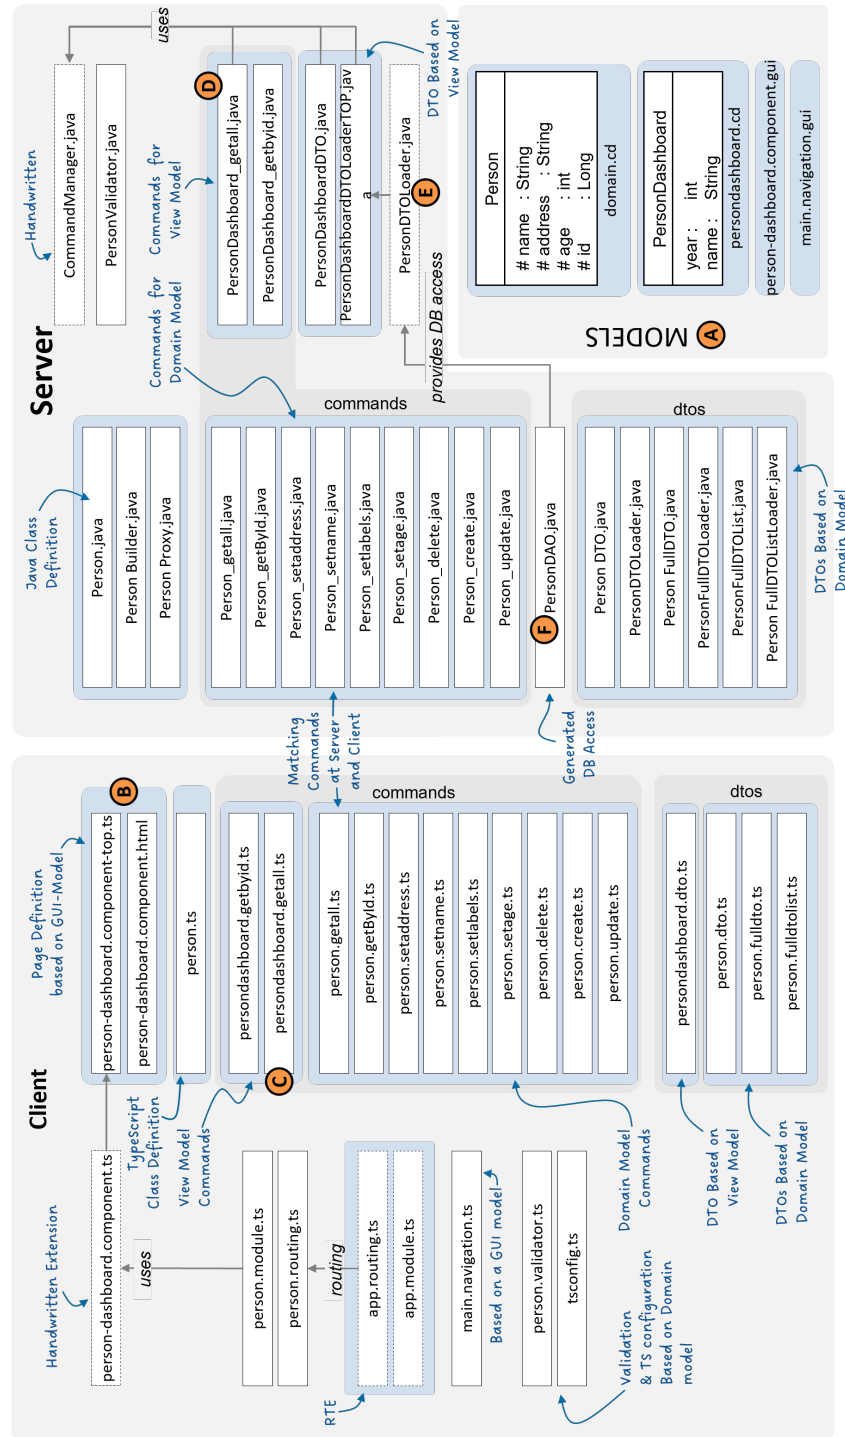 Server
Handwritten
CommandManager.java
PersonValidator.java
uses
D
PersonDashboard_getall.java
PersonDashboard_getbyid.java
Commands for
View Model
PersonDashboardDTO.java
PersonDashboardDTOLoaderTOP.jav
a
DTO Based on
View Model
PersonDTOLoader.java
E
provides DB access
Commands for
Domain Model
Java Class
Definition
Person.java
Person Builder.java
Person Proxy.java
commands
Person_getall.java
Person_getById.java
Person_setaddress.java
Person_setname.java
Person_setlabels.java
Person_setage.java
Person_delete.java
Person_create.java
Person_update.java
F
PersonDAO.java
Generated
DB Access
dtos
Person DTO.java
PersonDTOLoader.java
Person FullDTO.java
PersonFullDTOLoader.java
PersonFullDTOList.java
Person FullDTOListLoader.java
DTOs Based on
Domain Model
Matching
Commands
at Server
and Client
A
MODELS
Person
# name : String
# address : String
# age : int
# id : Long
domain.cd
PersonDashboard
year : int
name : String
persondashboard.cd
person-dashboard.component.gui
main.navigation.gui
Client
Page Definition
based on GUI-Model
B
person-dashboard.component-top.ts
person-dashboard.component.html
person.ts
TypeScript
Class Definition
View Model
Commands
C
persondashboard.getbyid.ts
persondashboard.getall.ts
commands
person.getall.ts
person.getById.ts
person.setaddress.ts
person.setname.ts
person.setlabels.ts
person.setage.ts
person.delete.ts
person.create.ts
person.update.ts
Domain Model
Commands
dtos
persondashboard.dto.ts
person.dto.ts
person.fulldto.ts
person.fulldtolist.ts
DTO Based on
View Model
DTOs Based on
Domain Model
Handwritten Extension
person-dashboard.component.ts
uses
person.module.ts
person.routing.ts
routing
app.routing.ts
app.module.ts
RTE
main.navigation.ts
Based on a GUI model
person.validator.ts
tsconfig.ts
Validation
& TS configuration
Based on Domain
model